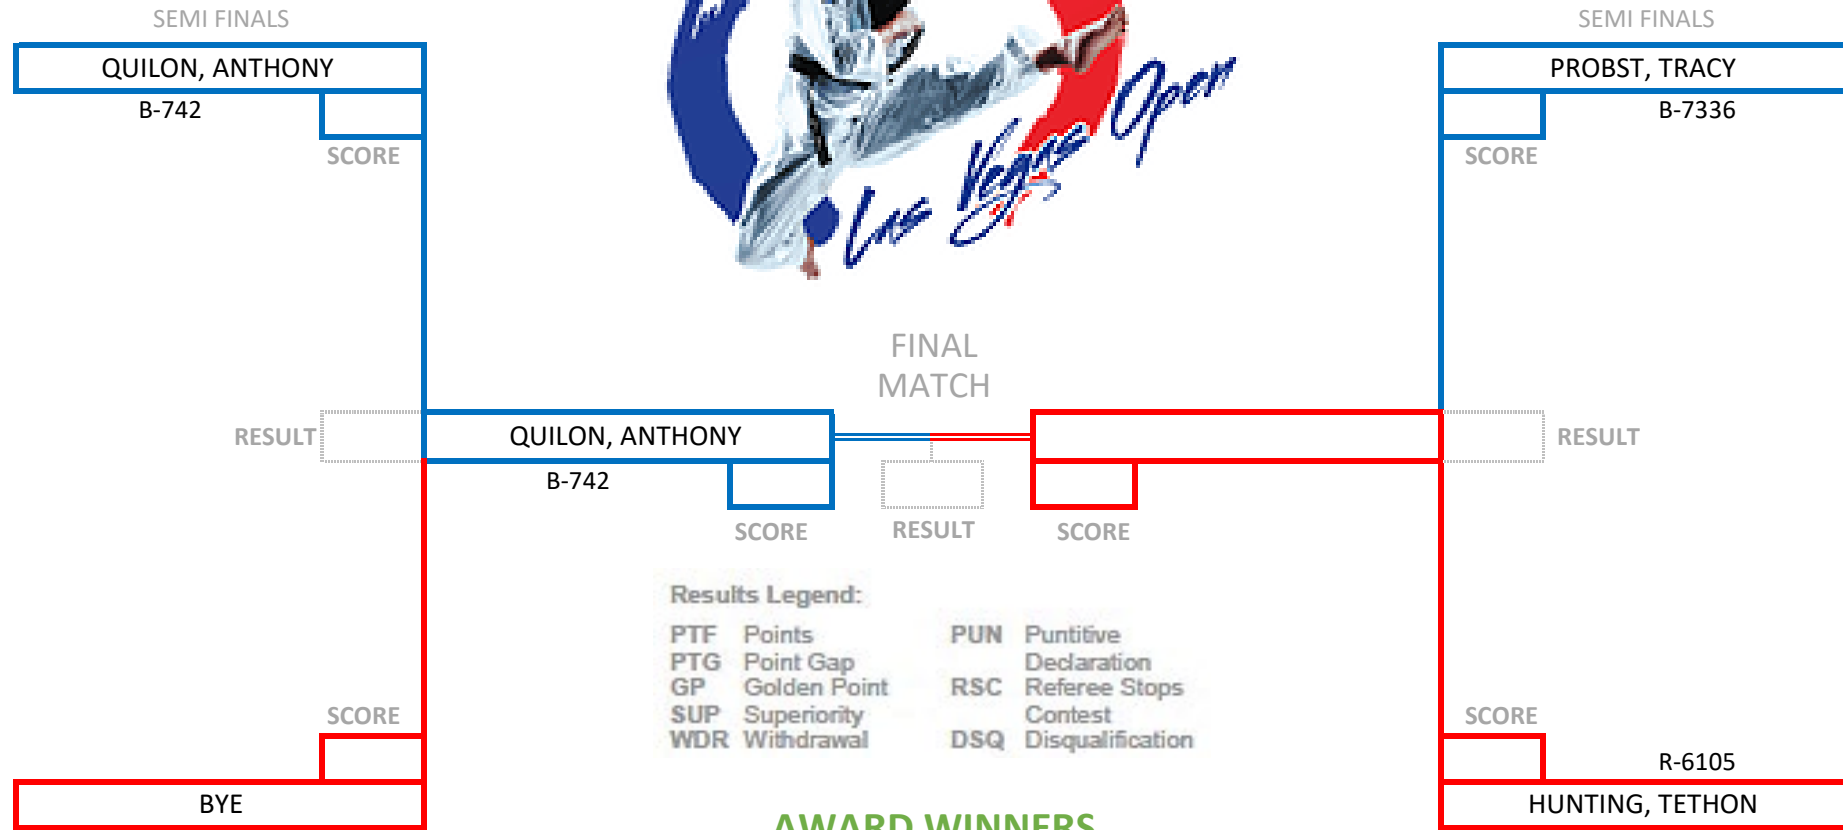 SEMI FINALS
SEMI FINALS
QUILON, ANTHONY
PROBST, TRACY
B-742
B-7336
SCORE
SCORE
Las Vegas Open
FINAL
MATCH
RESULT
QUILON, ANTHONY
RESULT
B-742
SCORE
RESULT
SCORE
Results Legend:
PTF Points
PTG Point Gap
GP Golden Point
SUP Superiority
WDR Withdrawal
PUN Puntitive
Declaration
RSC Referee Stops
Contest
DSQ Disqualification
SCORE
SCORE
R-6105
BYE
HUNTING, TETHON
AWARD WINNERS